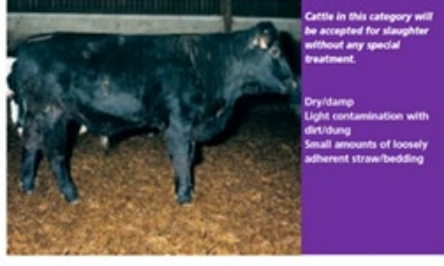 Cattle in this category will
be accepted for slaughter
without any special
treatment.
Dry/damp
Light contamination with
dirt/dung
Small amounts of loosely
adherent straw/bedding